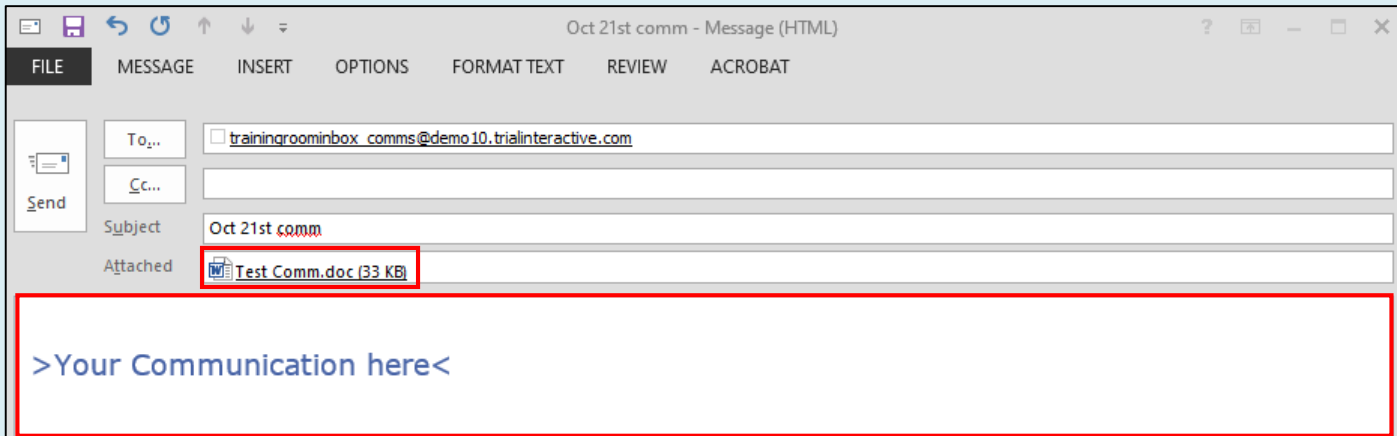 Oct 21st comm - Message (HTML) ?
FILE MESSAGE INSERT OPTIONS FORMAT TEXT REVIEW ACROBAT
To... trainingroominbox_comms@demo10.trialinteractive.com
Cc...
Send
Subject Oct 21st comm
Attached Test Comm.doc (33 KB)
>Your Communication here<